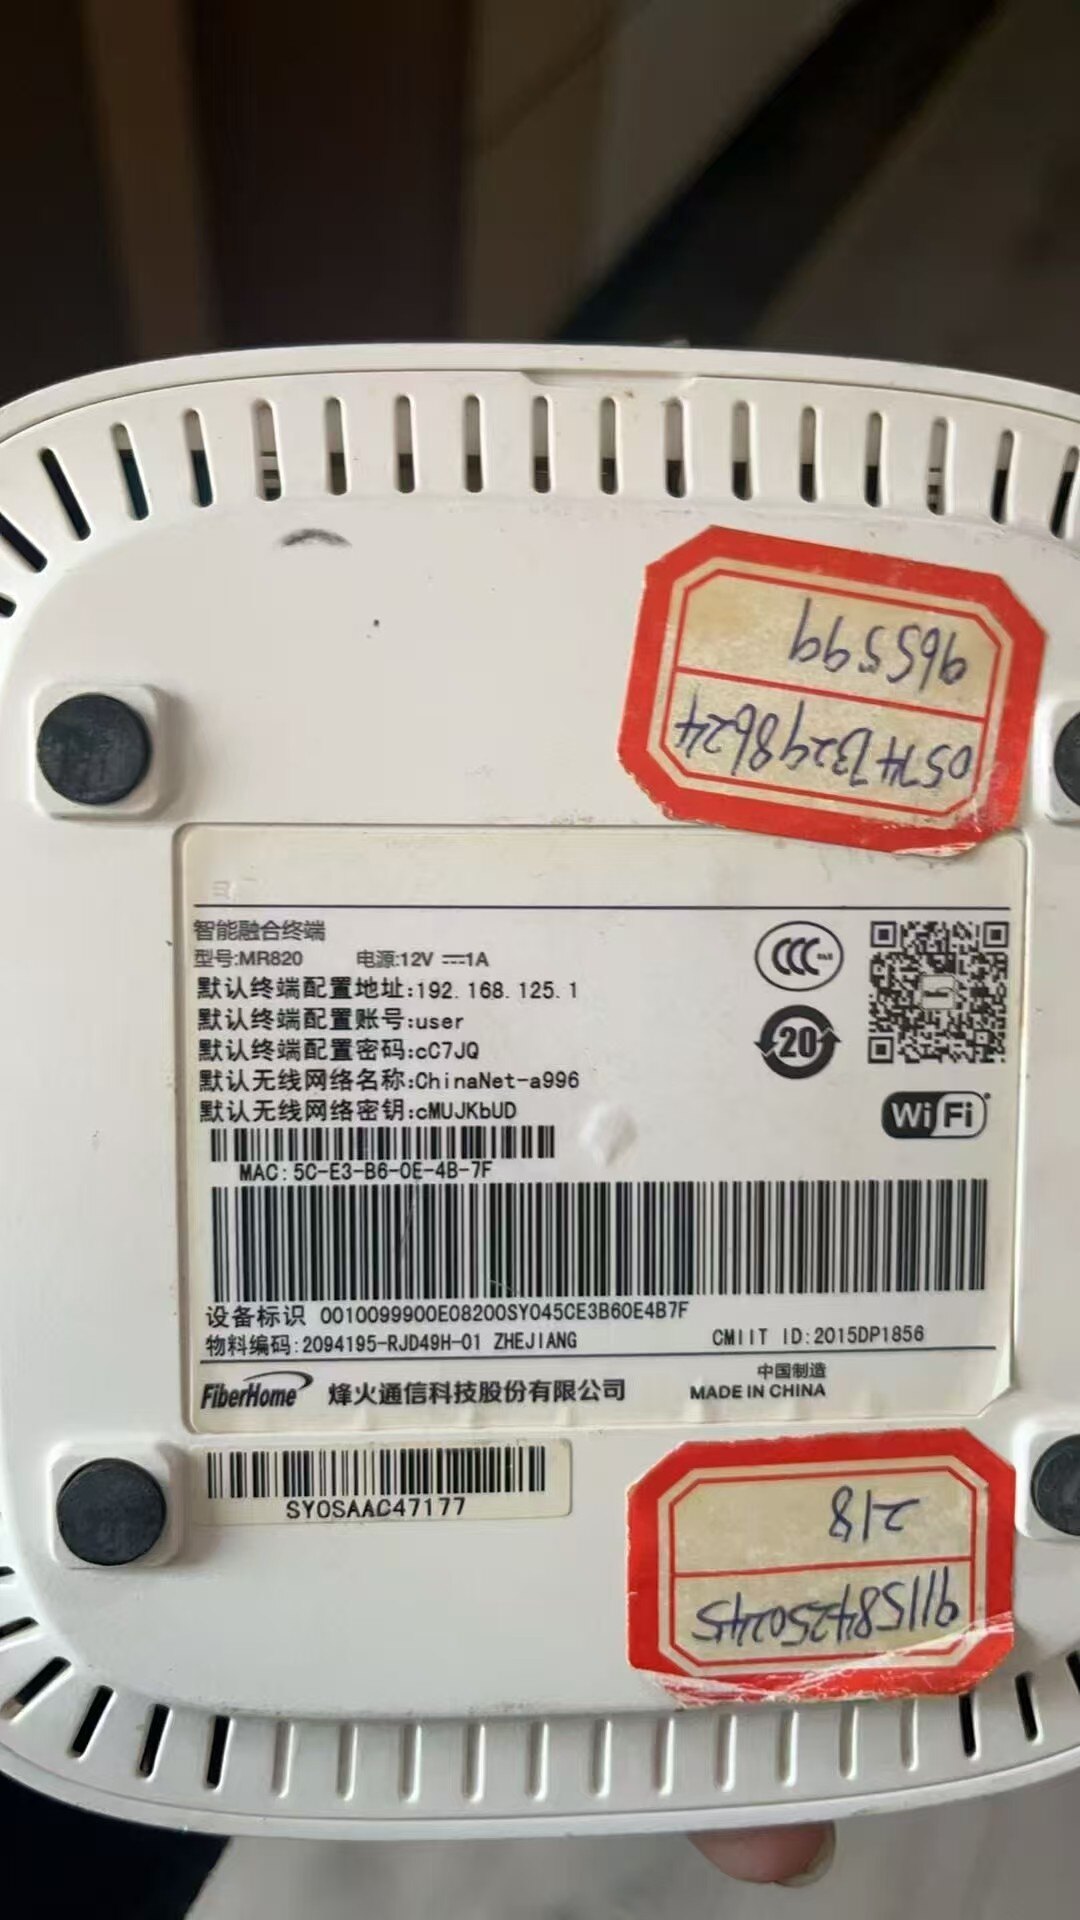 965599
0574B298624
智能融合终端
型号:MR820 电源:12V ⎓1A
默认终端配置地址:192.168.125.1
默认终端配置账号:user
默认终端配置密码:cC7JQ
默认无线网络名称:ChinaNet-a996
默认无线网络密钥:cMUJKbUD
CCC
20
WiFi
MAC:5C-E3-B6-0E-4B-7F
设备标识 0010099900E08200SY045CE3B60E4B7F
物料编码:2094195-RJD49H-01 ZHEJIANG
CMIIT ID:2015DP1856
FiberHome 烽火通信科技股份有限公司
中国制造
MADE IN CHINA
SY0SAAC47177
218
911584250245